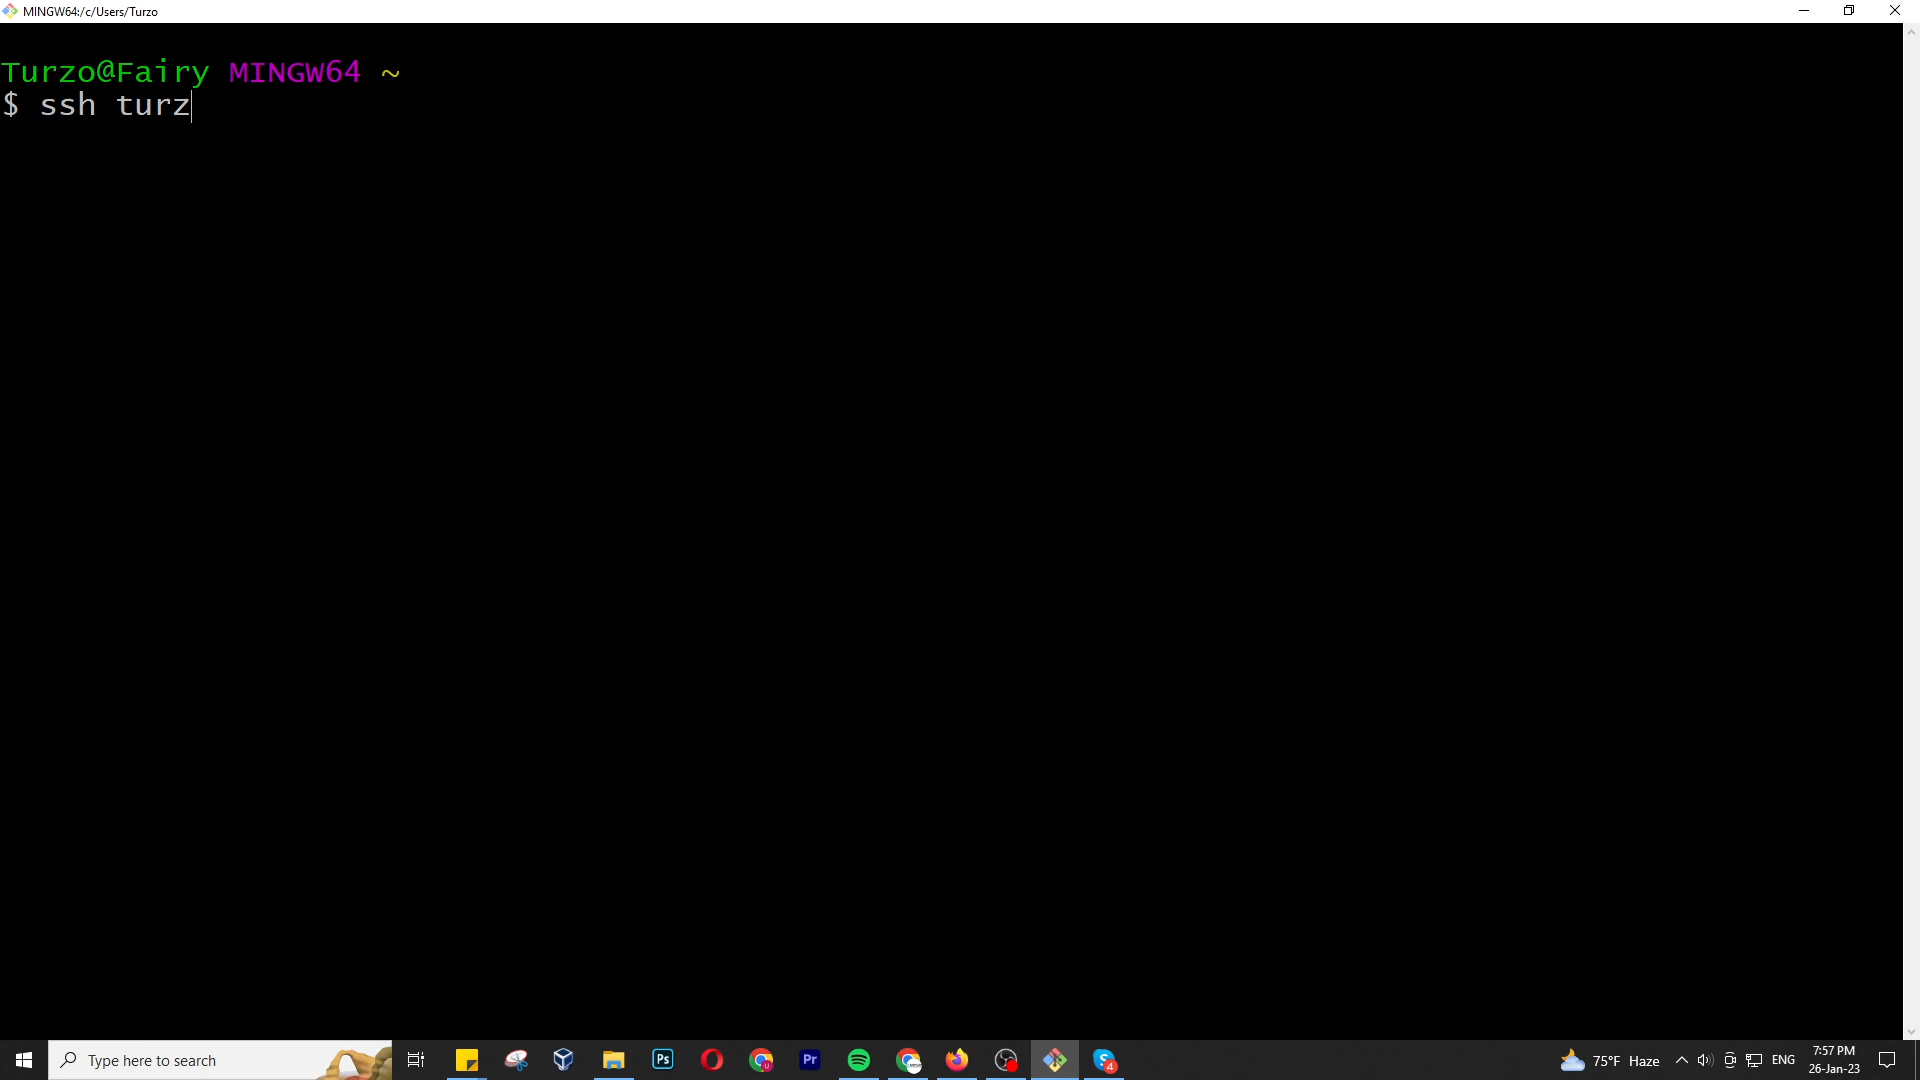 MINGW64:/c/Users/Turzo
Turzo@Fairy MINGW64 ~
$ ssh turz
Type here to search
Ps
Pr
4
75°F Haze
ENG
7:57 PM
26-Jan-23